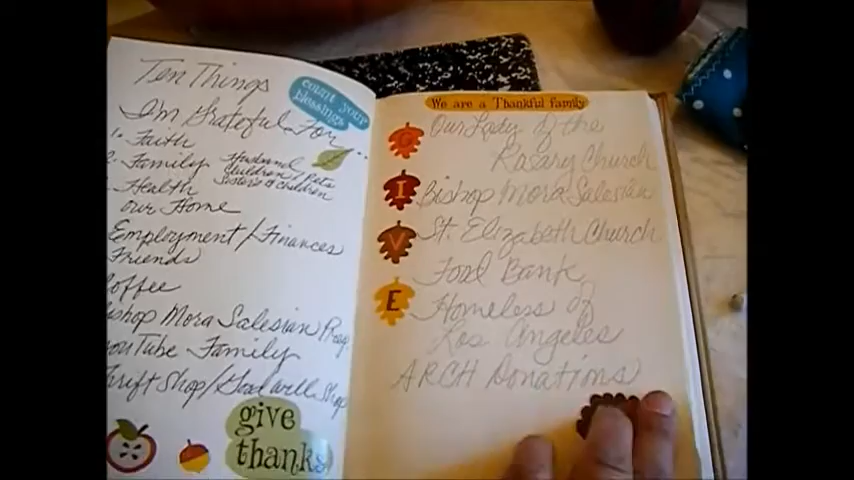 Ten Things
count your blessings
I'm Grateful For...
1. Faith
2. Family Husband
Children/Pets
Sister's & children
Health
our Home
Employment/Finances
Friends
Coffee
Bishop Mora Salesian
YouTube Family
Thrift Shop/Goodwill Shop
give
thanks
We are a Thankful family
G
I
V
E
Our Lady of the
Rosary Church
Bishop Mora Salesian
St. Elizabeth Church
Food Bank
Homeless of
Los Angeles
ARCH Donations